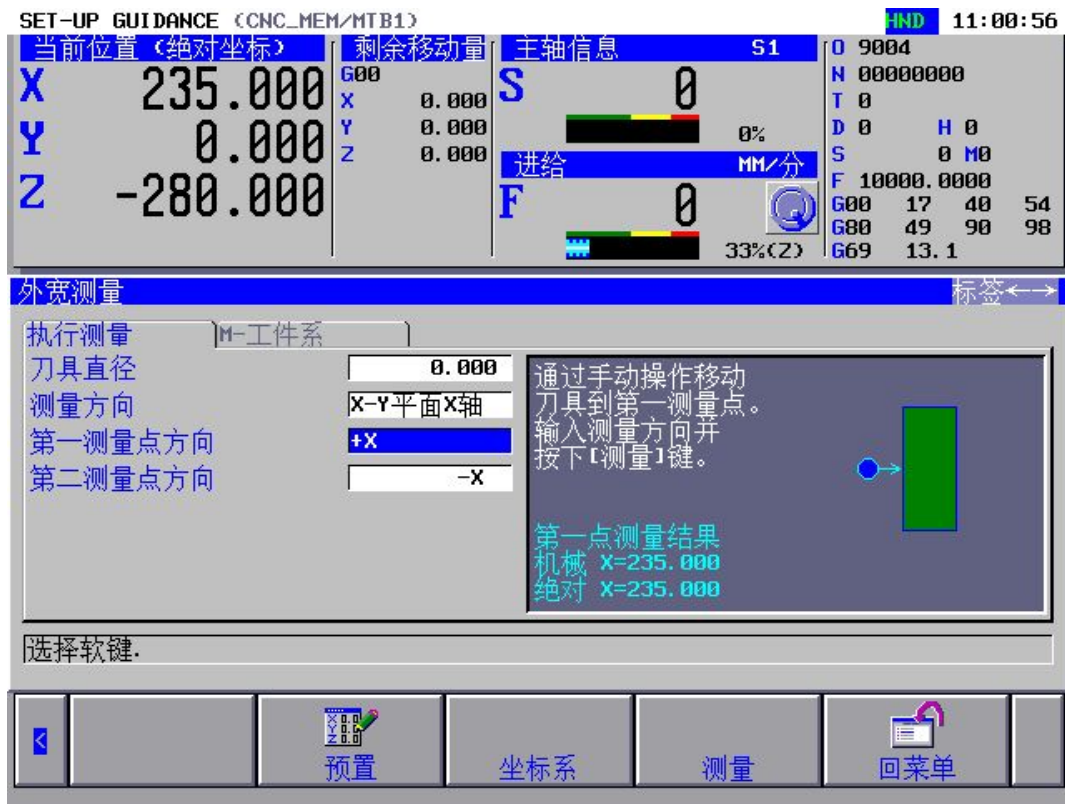 SET-UP GUIDANCE (CNC_MEM/MTB1) HND 11:00:56
当前位置(绝对坐标)
X 235.000
Y 0.000
Z -280.000
剩余移动量
G00
X 0.000
Y 0.000
Z 0.000
主轴信息 S1
S 0
0%
进给 MM/分
F 0
33%(Z)
O 9004
N 00000000
T 0
D 0 H 0
S 0 M0
F 10000.0000
G00 17 40 54
G80 49 90 98
G69 13.1
外宽测量 标签←→
执行测量 M-工件系
刀具直径 0.000
测量方向 X-Y平面X轴
第一测量点方向 +X
第二测量点方向 -X
通过手动操作移动
刀具到第一测量点。
输入测量方向并
按下[测量]键。
第一点测量结果
机械 X=235.000
绝对 X=235.000
选择软键.
< 预置 坐标系 测量 回菜单